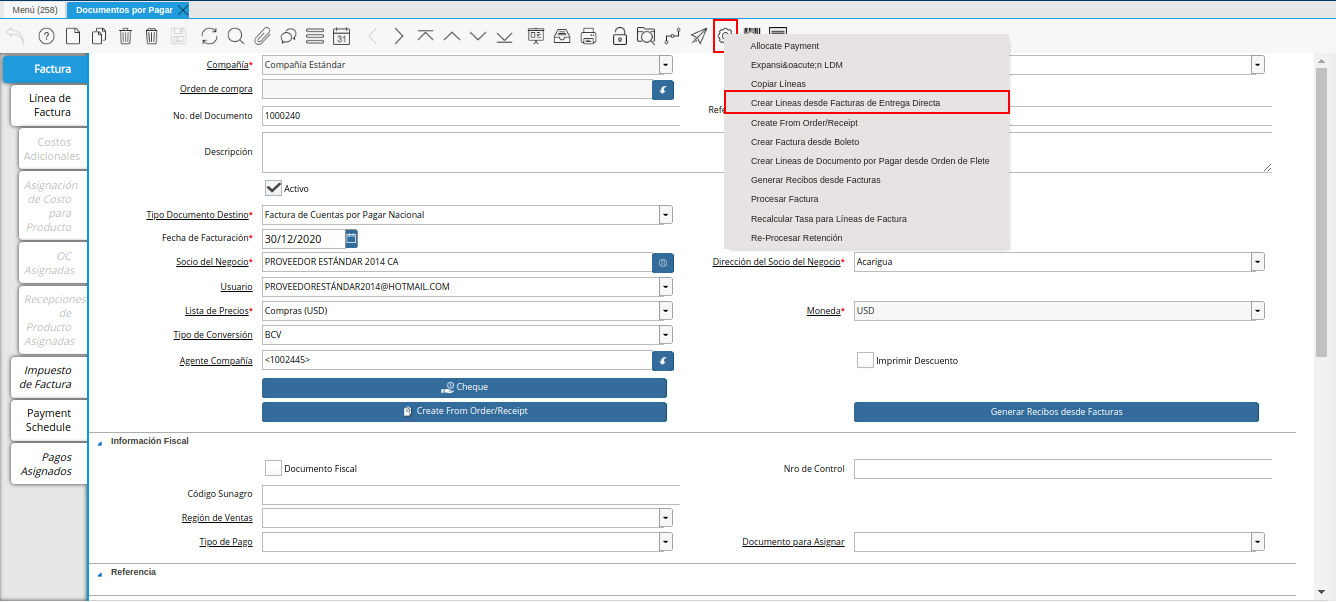 Menú (258)
Documentos por Pagar
31
Factura
Línea de
Factura
Costos
Adicionales
Asignación
de Costo
para
Producto
OC
Asignadas
Recepciones
de
Producto
Asignadas
Impuesto
de Factura
Payment
Schedule
Pagos
Asignados
Compañía* Compañía Estándar
Orden de compra
No. del Documento 1000240
Refe
Descripción
Activo
Allocate Payment
Expansi&oacute;n LDM
Copiar Líneas
Crear Lineas desde Facturas de Entrega Directa
Create From Order/Receipt
Crear Factura desde Boleto
Crear Lineas de Documento por Pagar desde Orden de Flete
Generar Recibos desde Facturas
Procesar Factura
Recalcular Tasa para Líneas de Factura
Re-Procesar Retención
Tipo Documento Destino* Factura de Cuentas por Pagar Nacional
Fecha de Facturación* 30/12/2020
Socio del Negocio* PROVEEDOR ESTÁNDAR 2014 CA Dirección del Socio del Negocio* Acarigua
Usuario PROVEEDORESTÁNDAR2014@HOTMAIL.COM
Lista de Precios* Compras (USD) Moneda* USD
Tipo de Conversión BCV
Agente Compañía <1002445> Imprimir Descuento
Cheque
Create From Order/Receipt Generar Recibos desde Facturas
Información Fiscal
Documento Fiscal Nro de Control
Código Sunagro
Región de Ventas
Tipo de Pago Documento para Asignar
Referencia